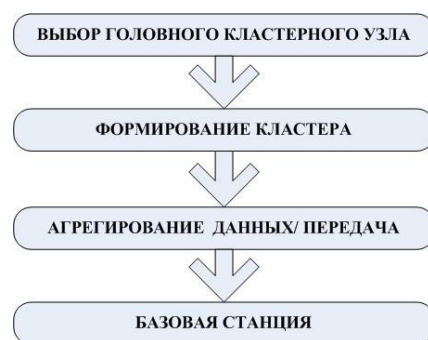 ВЫБОР ГОЛОВНОГО КЛАСТЕРНОГО УЗЛА
ФОРМИРОВАНИЕ КЛАСТЕРА
АГРЕГИРОВАНИЕ ДАННЫХ/ ПЕРЕДАЧА
БАЗОВАЯ СТАНЦИЯ